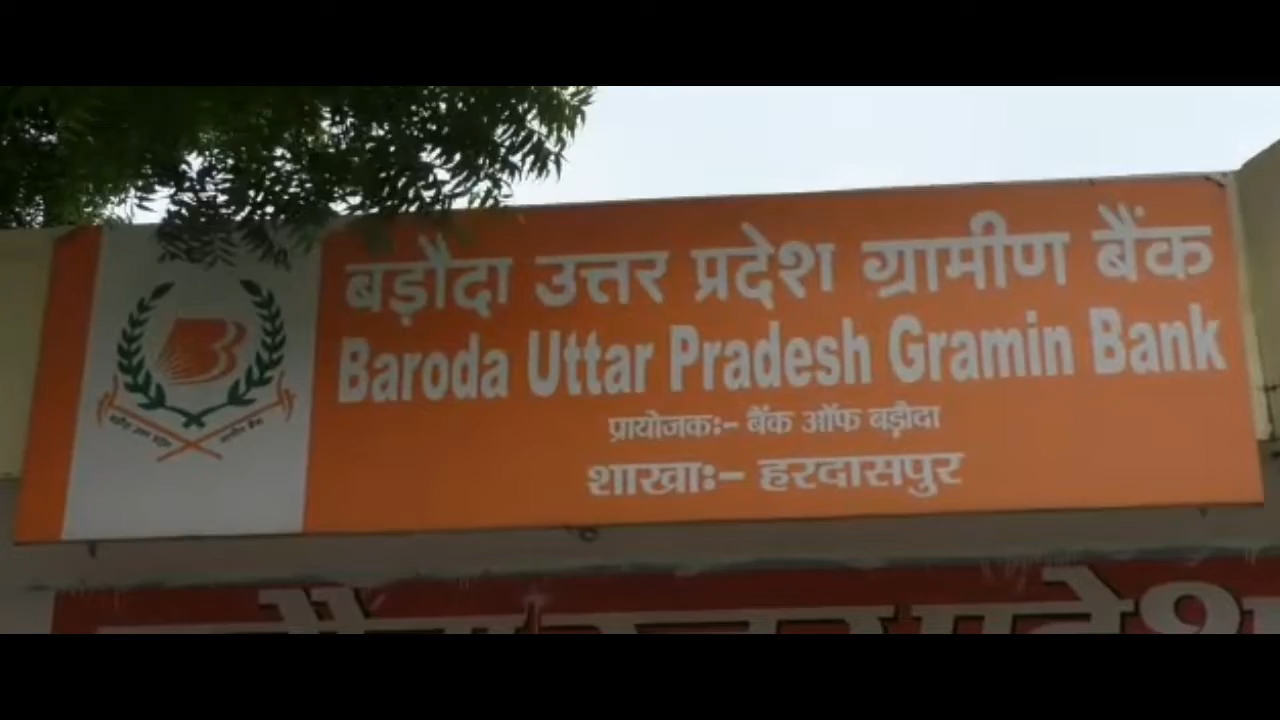 बड़ौदा उत्तर प्रदेश ग्रामीण बैंक
Baroda Uttar Pradesh Gramin Bank
प्रायोजकः- बैंक ऑफ बड़ौदा
शाखाः- हरदासपुर